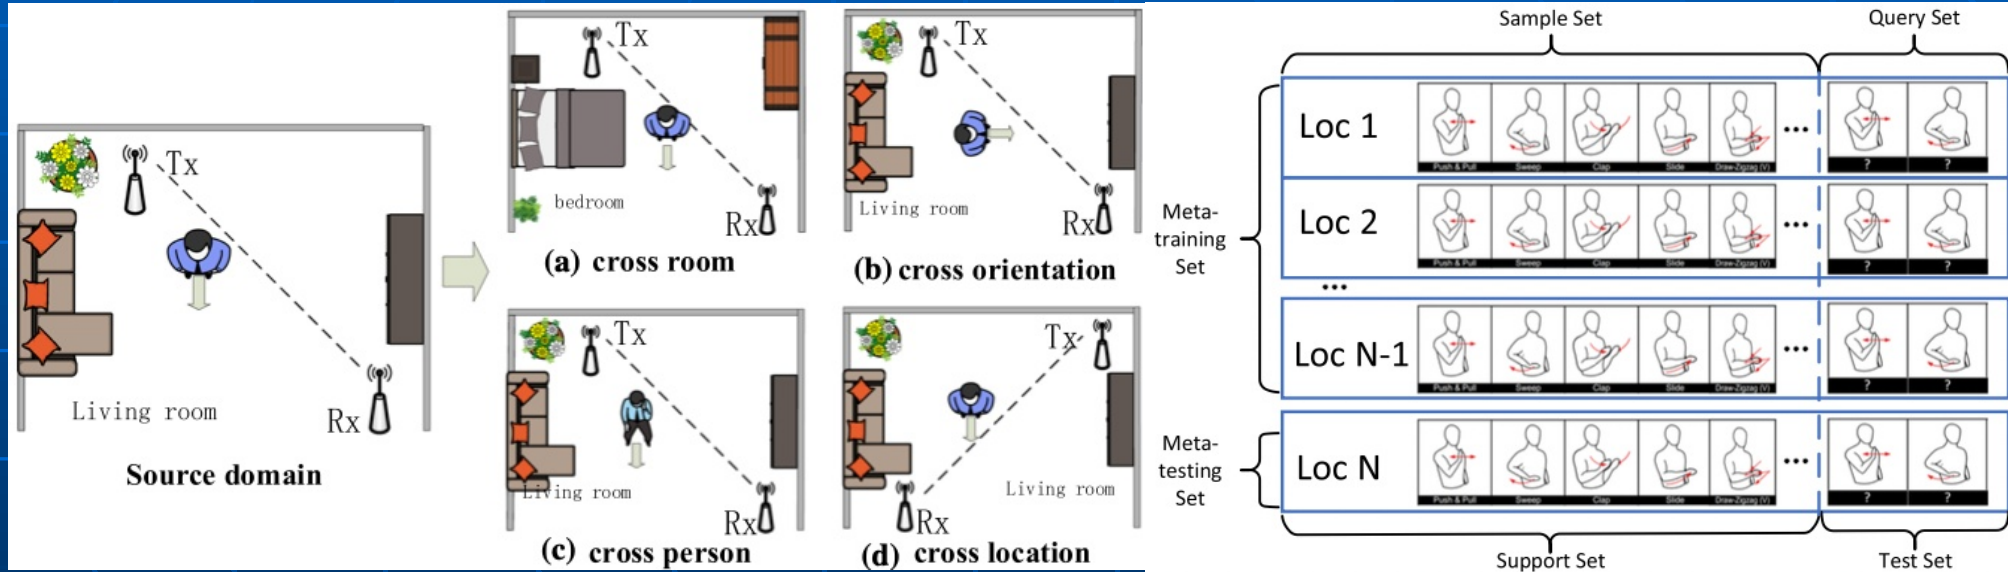 Tx
Rx
Living room
Source domain
Tx
Rx
bedroom
(a) cross room
Tx
Rx
Living room
(b) cross orientation
Tx
Rx
Living room
(c) cross person
Tx
Rx
Living room
(d) cross location
Sample Set
Query Set
Meta-
training
Set
Loc 1
Push & Pull Sweep Clap Slide Draw-Zigzag (V) ... ? ?
Loc 2
Push & Pull Sweep Clap Slide Draw-Zigzag (V) ... ? ?
...
Loc N-1
Push & Pull Sweep Clap Slide Draw-Zigzag (V) ... ? ?
Meta-
testing
Set
Loc N
Push & Pull Sweep Clap Slide Draw-Zigzag (V) ... ? ?
Support Set
Test Set